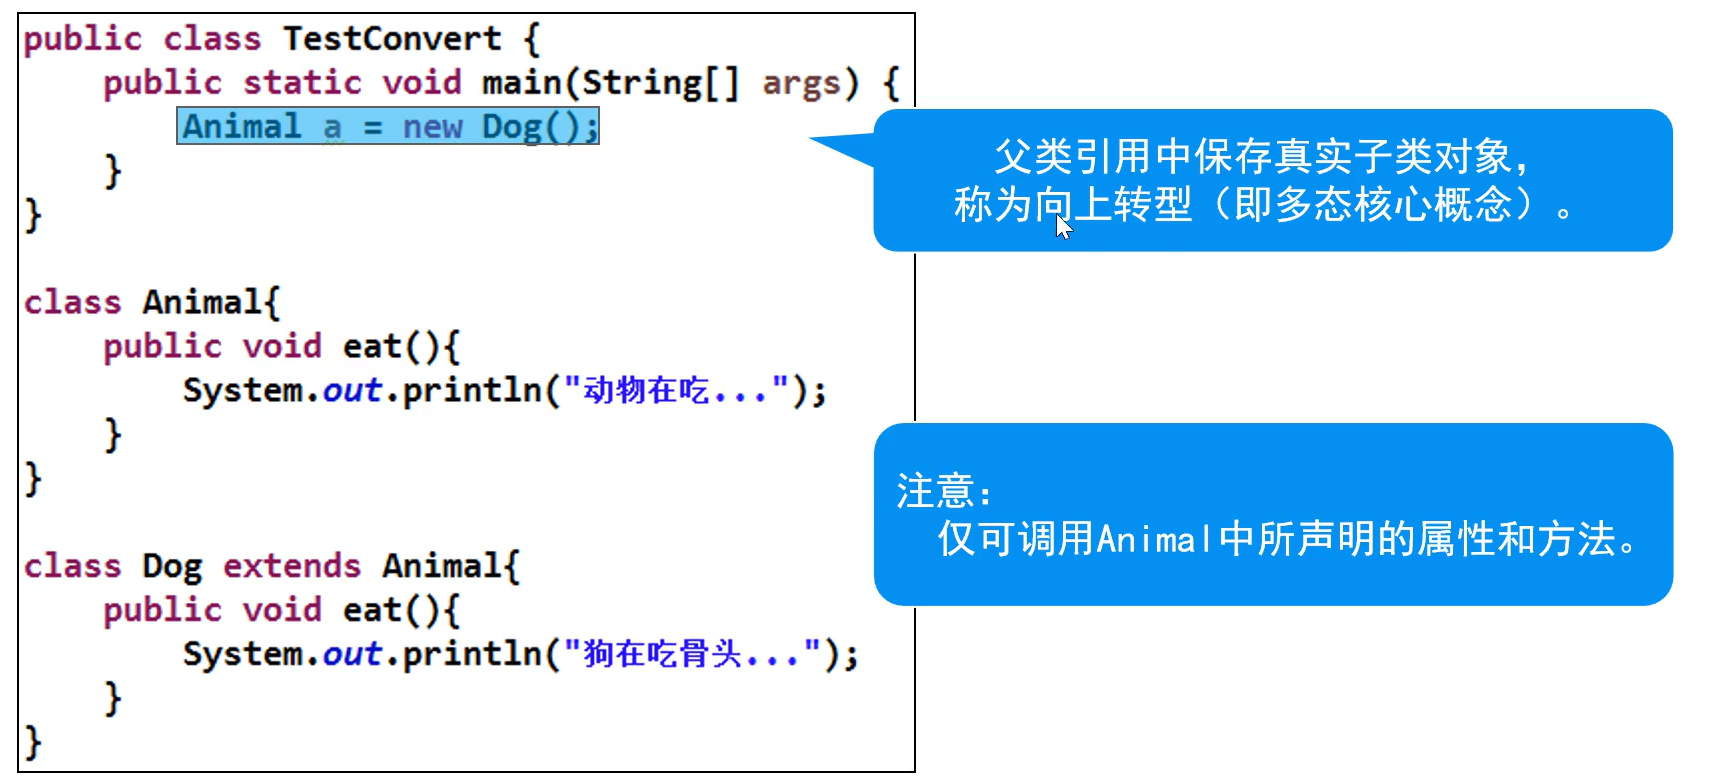 public class TestConvert {
public static void main(String[] args) {
Animal a = new Dog();
}
}
class Animal{
public void eat(){
System.out.println("动物在吃...");
}
}
class Dog extends Animal{
public void eat(){
System.out.println("狗在吃骨头...");
}
}
父类引用中保存真实子类对象，
称为向上转型（即多态核心概念）。
注意：
仅可调用Animal中所声明的属性和方法。